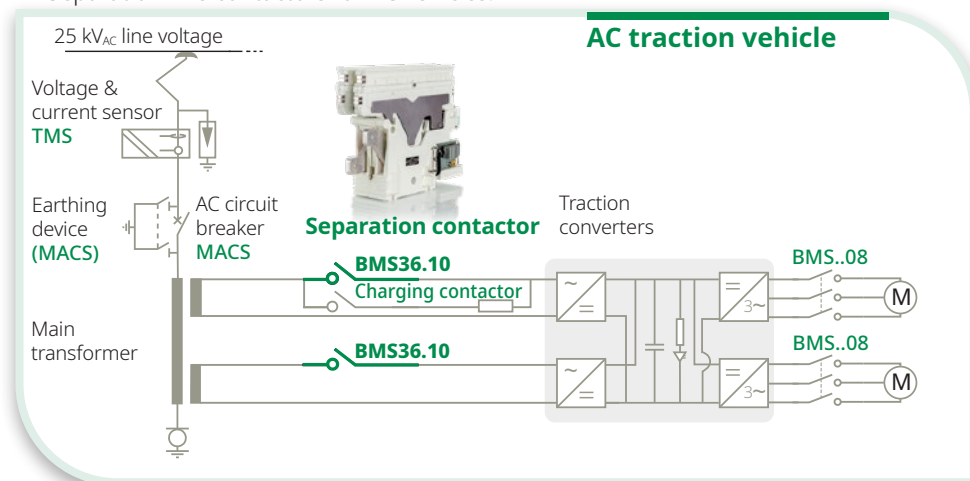 AC traction vehicle
25 kVAC line voltage
Voltage &
current sensor
TMS
Earthing
device
(MACS)
AC circuit
breaker
MACS
Separation contactor
Traction
converters
BMS36.10
Charging contactor
BMS..08
M
Main
transformer
BMS36.10
BMS..08
M
~
=
=
3~
~
=
=
3~